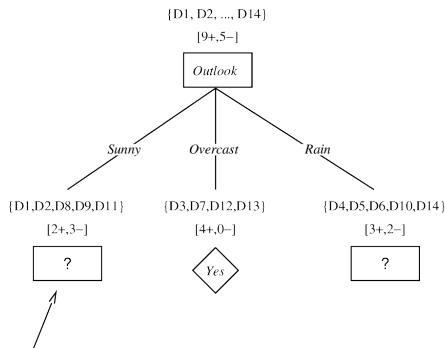 {D1, D2, ..., D14}
[9+,5−]
Outlook
Sunny Overcast Rain
{D1,D2,D8,D9,D11} {D3,D7,D12,D13} {D4,D5,D6,D10,D14}
[2+,3−] [4+,0−] [3+,2−]
? Yes ?